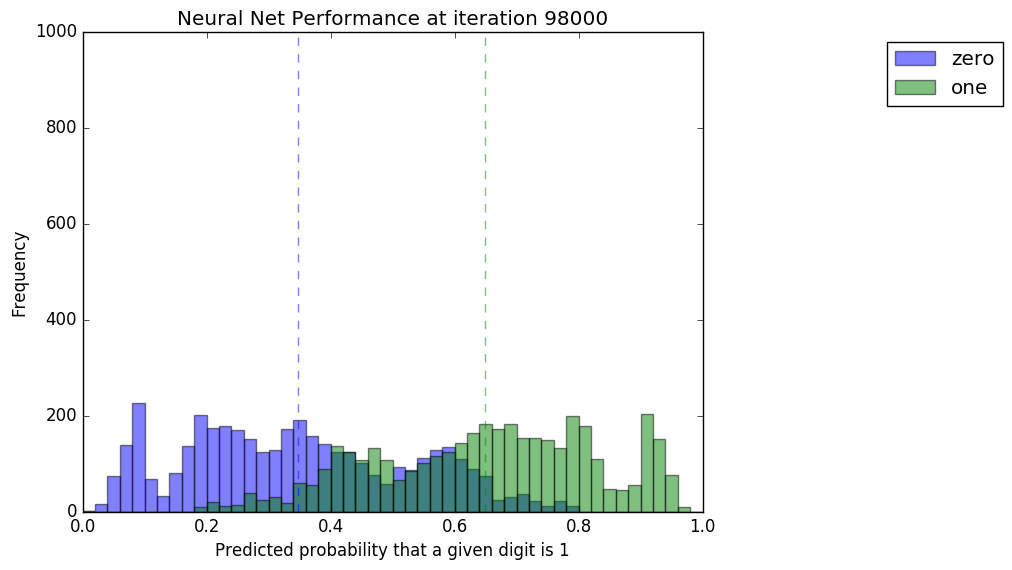 Neural Net Performance at iteration 98000
zero
one
1000
800
600
400
200
0
Frequency
0.0 0.2 0.4 0.6 0.8 1.0
Predicted probability that a given digit is 1